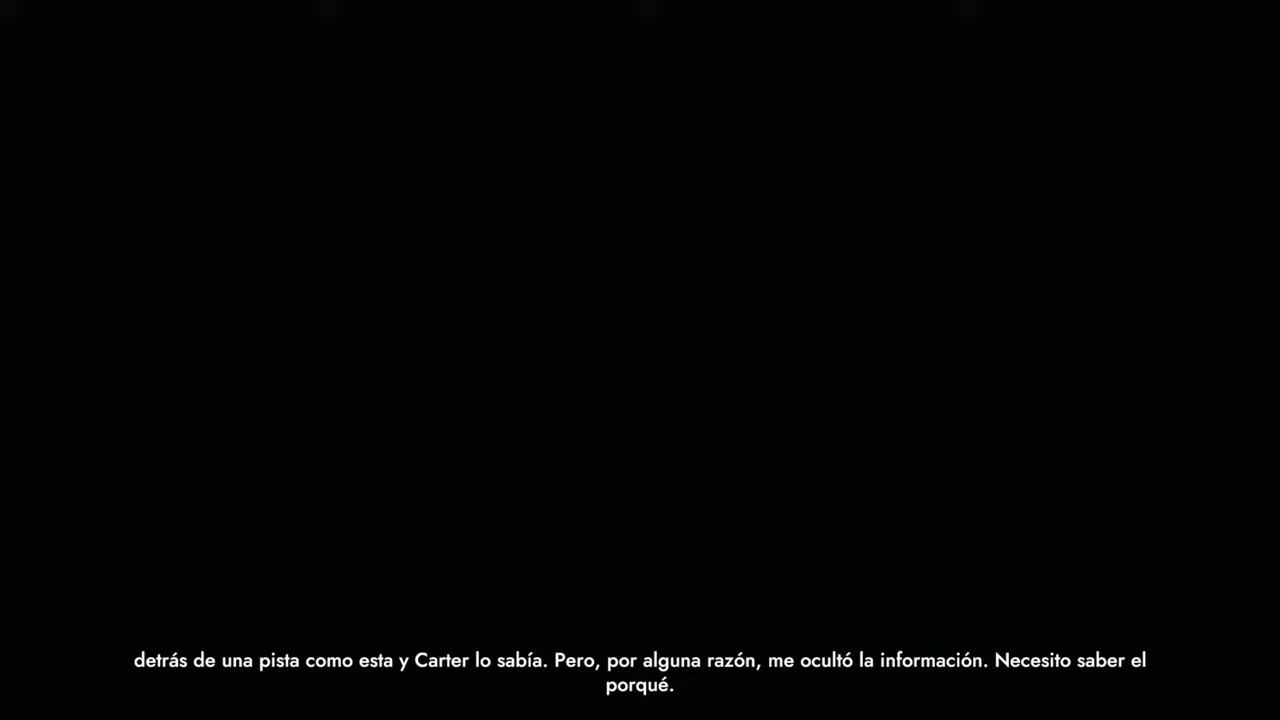 detrás de una pista como esta y Carter lo sabía. Pero, por alguna razón, me ocultó la información. Necesito saber el
porqué.